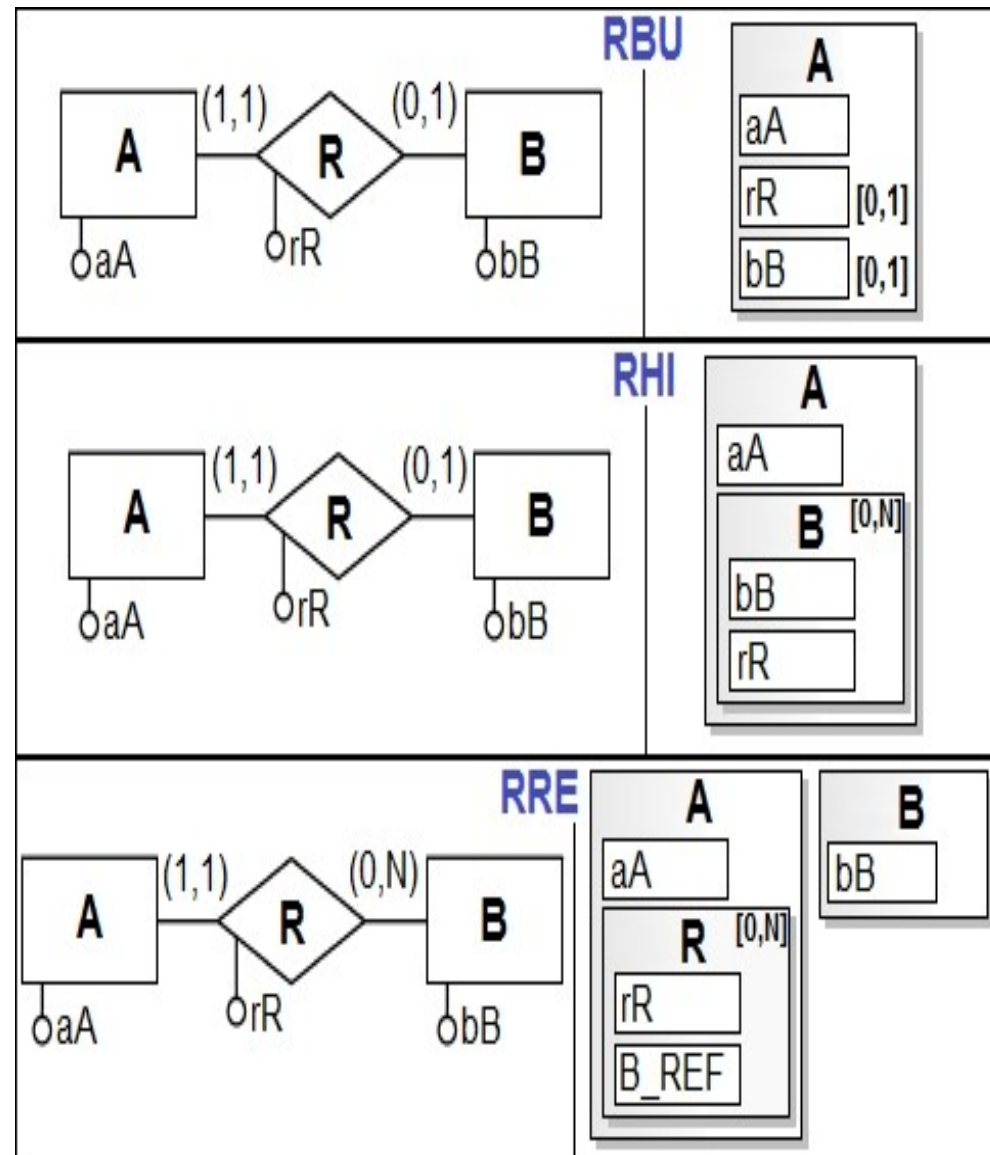 RBU
A
(1,1)
R
(0,1)
B
aA
rR
bB
A
aA
rR [0,1]
bB [0,1]
RHI
A
(1,1)
R
(0,1)
B
aA
rR
bB
A
aA
B [0,N]
bB
rR
RRE
A
(1,1)
R
(0,N)
B
aA
rR
bB
A
aA
R [0,N]
rR
B_REF
B
bB